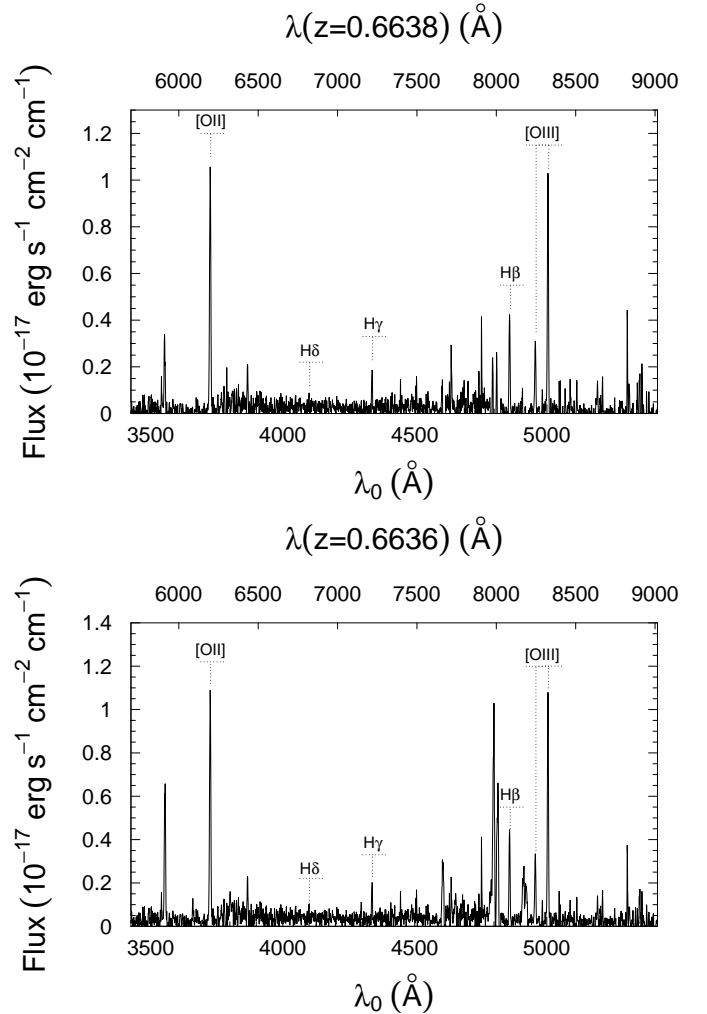 λ(z=0.6638) (Å)
6000 6500 7000 7500 8000 8500 9000
Flux (10⁻¹⁷ erg s⁻¹ cm⁻² cm⁻¹)
1.2
1
0.8
0.6
0.4
0.2
0
[OII]
Hδ
Hγ
Hβ
[OIII]
3500 4000 4500 5000
λ₀ (Å)
λ(z=0.6636) (Å)
6000 6500 7000 7500 8000 8500 9000
Flux (10⁻¹⁷ erg s⁻¹ cm⁻² cm⁻¹)
1.4
1.2
1
0.8
0.6
0.4
0.2
0
[OII]
Hδ
Hγ
Hβ
[OIII]
3500 4000 4500 5000
λ₀ (Å)